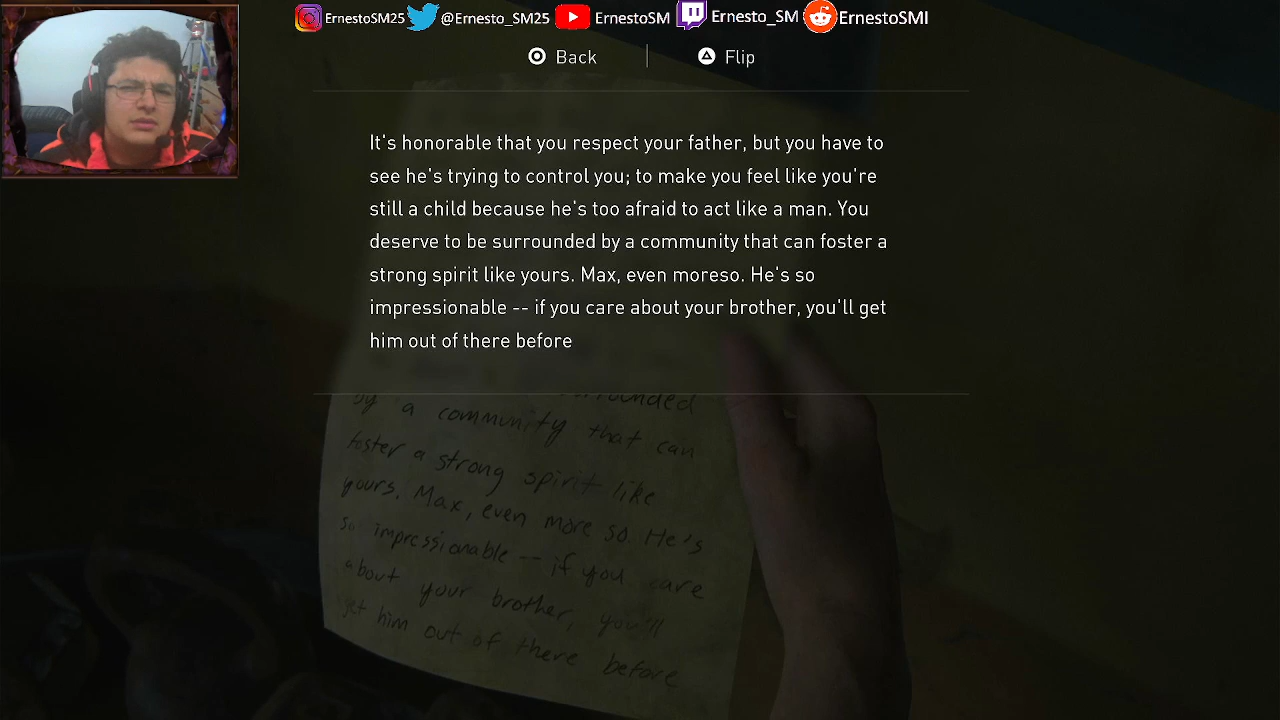 ErnestoSM25 @Ernesto_SM25 ErnestoSM Ernesto_SM ErnestoSMI
Back Flip
It's honorable that you respect your father, but you have to
see he's trying to control you; to make you feel like you're
still a child because he's too afraid to act like a man. You
deserve to be surrounded by a community that can foster a
strong spirit like yours. Max, even moreso. He's so
impressionable -- if you care about your brother, you'll get
him out of there before
by a community that can
foster a strong spirit like
yours. Max, even more so He's
so impressionable -- if you care
about your brother, you'll
get him out of there before